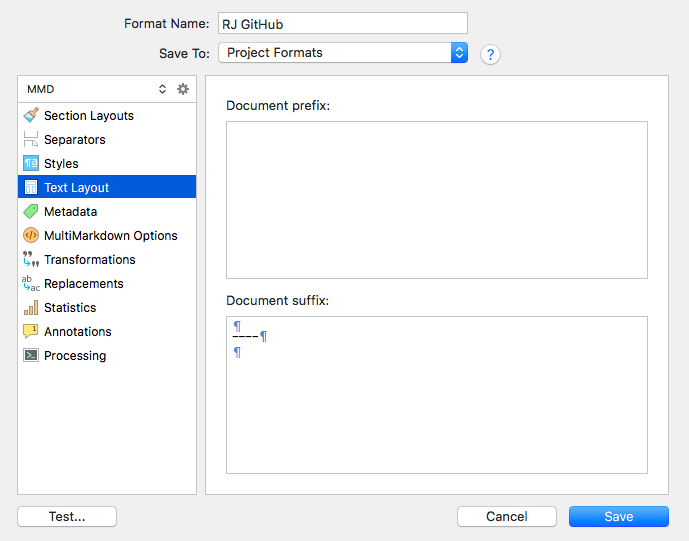 Format Name: RJ GitHub
Save To: Project Formats ?
MMD
Section Layouts
Separators
Styles
Text Layout
Metadata
MultiMarkdown Options
Transformations
Replacements
Statistics
Annotations
Processing
Document prefix:
Document suffix:
¶
----¶
¶
Test...
Cancel
Save